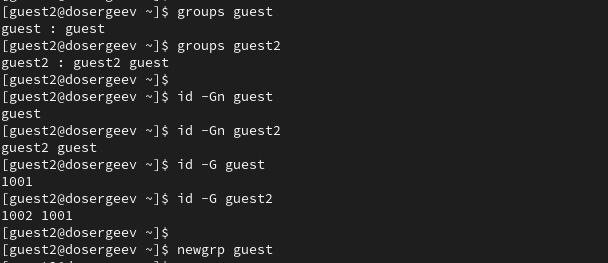 [guest2@dosergeev ~]$ groups guest
guest : guest
[guest2@dosergeev ~]$ groups guest2
guest2 : guest2 guest
[guest2@dosergeev ~]$
[guest2@dosergeev ~]$ id -Gn guest
guest
[guest2@dosergeev ~]$ id -Gn guest2
guest2 guest
[guest2@dosergeev ~]$ id -G guest
1001
[guest2@dosergeev ~]$ id -G guest2
1002 1001
[guest2@dosergeev ~]$
[guest2@dosergeev ~]$ newgrp guest